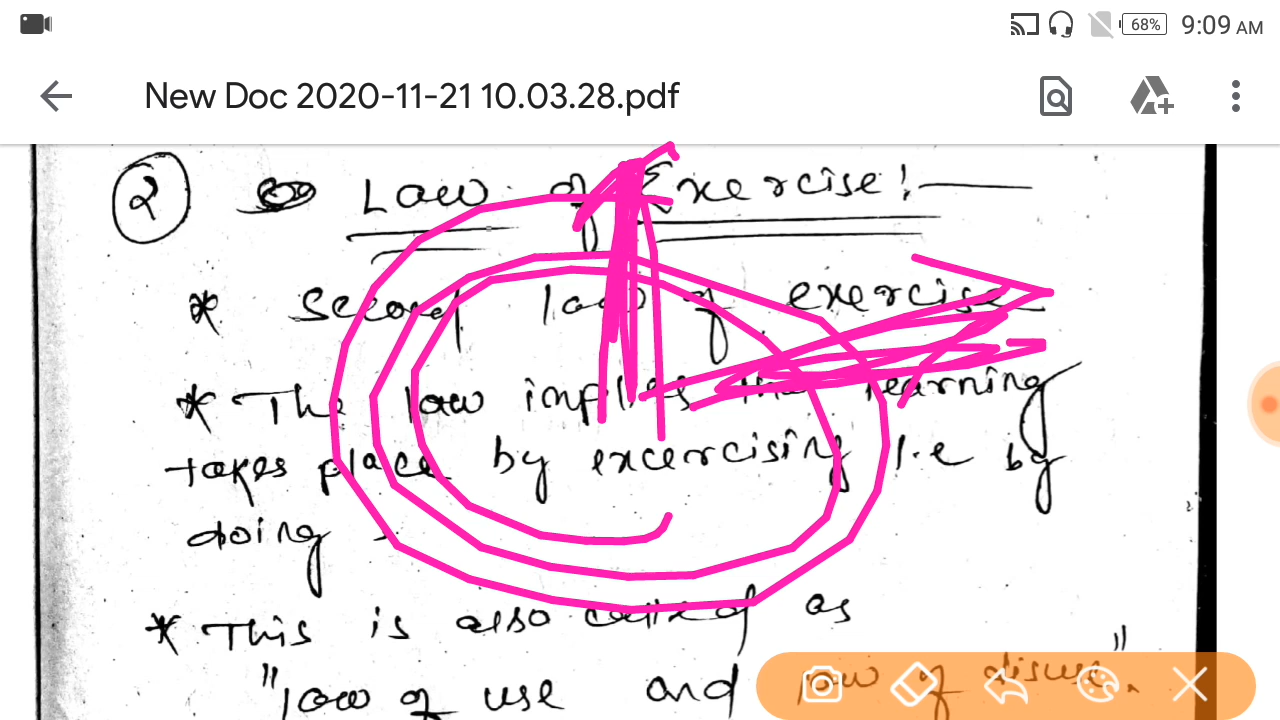 68% 9:09 AM
New Doc 2020-11-21 10.03.28.pdf
2 Law of Exercise:—
* Second law of exercise
* The law implies that learning
takes place by excercising i.e by
doing -
* This is also called as
"law of use and law of disuse".